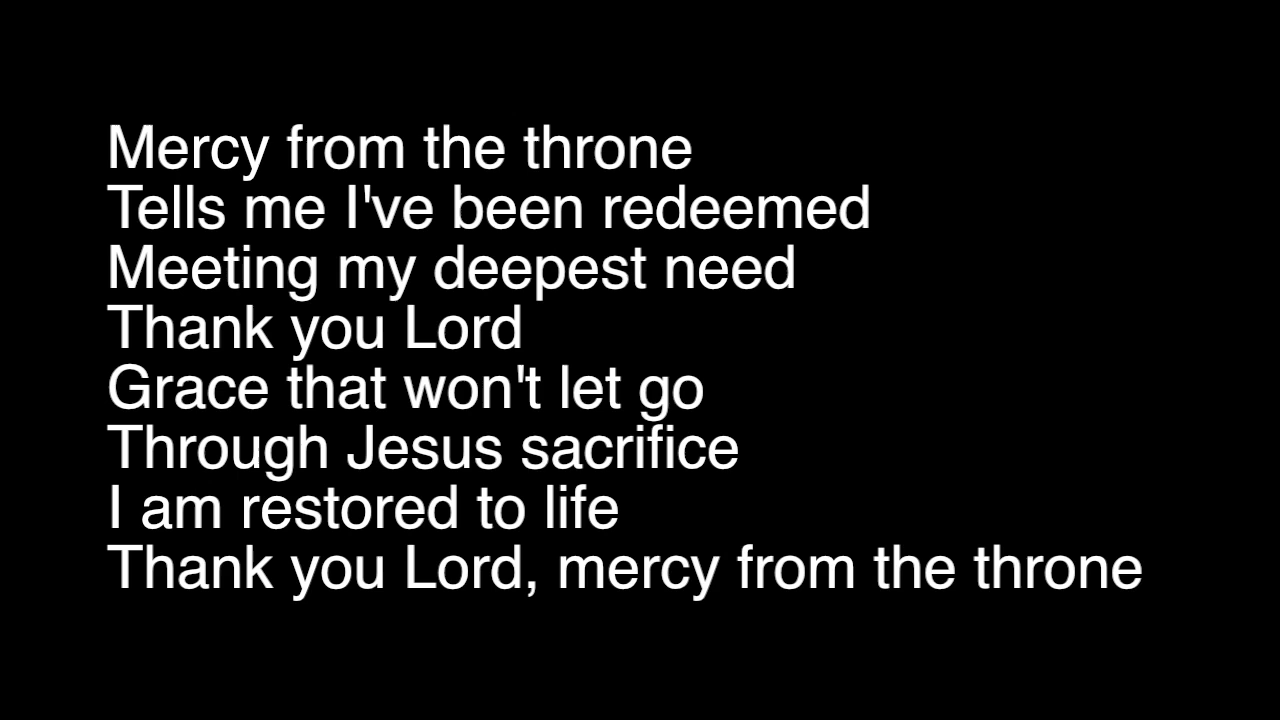 Mercy from the throne
Tells me I've been redeemed
Meeting my deepest need
Thank you Lord
Grace that won't let go
Through Jesus sacrifice
I am restored to life
Thank you Lord, mercy from the throne